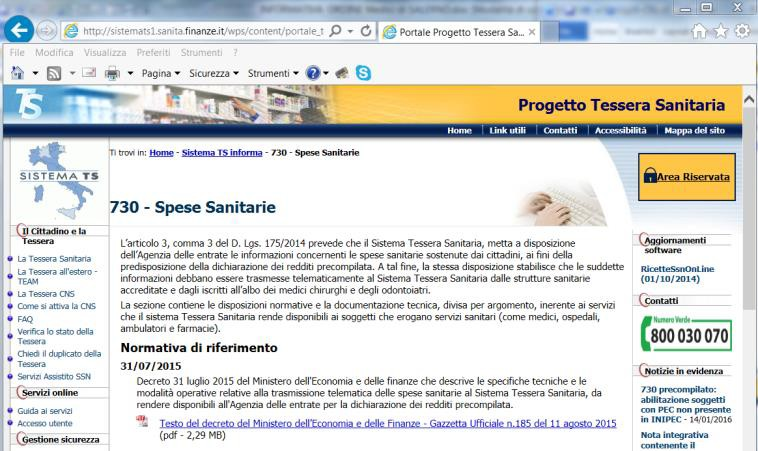 http://sistemats1.sanita.finanze.it/wps/content/portale_t
Portale Progetto Tessera Sa...
File Modifica Visualizza Preferiti Strumenti ?
Pagina Sicurezza Strumenti
TS
Progetto Tessera Sanitaria
Home Link utili Contatti Accessibilità Mappa del sito
SISTEMA TS
Ti trovi in: Home - Sistema TS informa - 730 - Spese Sanitarie
Area Riservata
730 - Spese Sanitarie
Il Cittadino e la
Tessera
La Tessera Sanitaria
La Tessera all'estero -
TEAM
La Tessera CNS
Come si attiva la CNS
FAQ
Verifica lo stato della
Tessera
Chiedi il duplicato della
Tessera
Servizi Assistito SSN
Servizi online
Guida ai servizi
Accesso utente
Gestione sicurezza
L'articolo 3, comma 3 del D. Lgs. 175/2014 prevede che il Sistema Tessera Sanitaria, metta a disposizione
dell'Agenzia delle entrate le informazioni concernenti le spese sanitarie sostenute dai cittadini, ai fini della
predisposizione della dichiarazione dei redditi precompilata. A tal fine, la stessa disposizione stabilisce che le suddette
informazioni debbano essere trasmesse telematicamente al Sistema Tessera Sanitaria dalle strutture sanitarie
accreditate e dagli iscritti all'albo dei medici chirurghi e degli odontoiatri.
La sezione contiene le disposizioni normative e la documentazione tecnica, divisa per argomento, inerente ai servizi
che il sistema Tessera Sanitaria rende disponibili ai soggetti che erogano servizi sanitari (come medici, ospedali,
ambulatori e farmacie).
Normativa di riferimento
31/07/2015
Decreto 31 luglio 2015 del Ministero dell'Economia e delle finanze che descrive le specifiche tecniche e le
modalità operative relative alla trasmissione telematica delle spese sanitarie al Sistema Tessera Sanitaria, da
rendere disponibili all'Agenzia delle entrate per la dichiarazione dei redditi precompilata.
Testo del decreto del Ministero dell'Economia e delle Finanze - Gazzetta Ufficiale n.185 del 11 agosto 2015
(pdf - 2,29 MB)
Aggiornamenti
software
RicetteSsnOnLine
(01/10/2014)
Contatti
Numero Verde
800 030 070
Notizie in evidenza
730 precompilato:
abilitazione soggetti
con PEC non presente
in INIPEC - 14/01/2016
Nota integrativa
contenente il